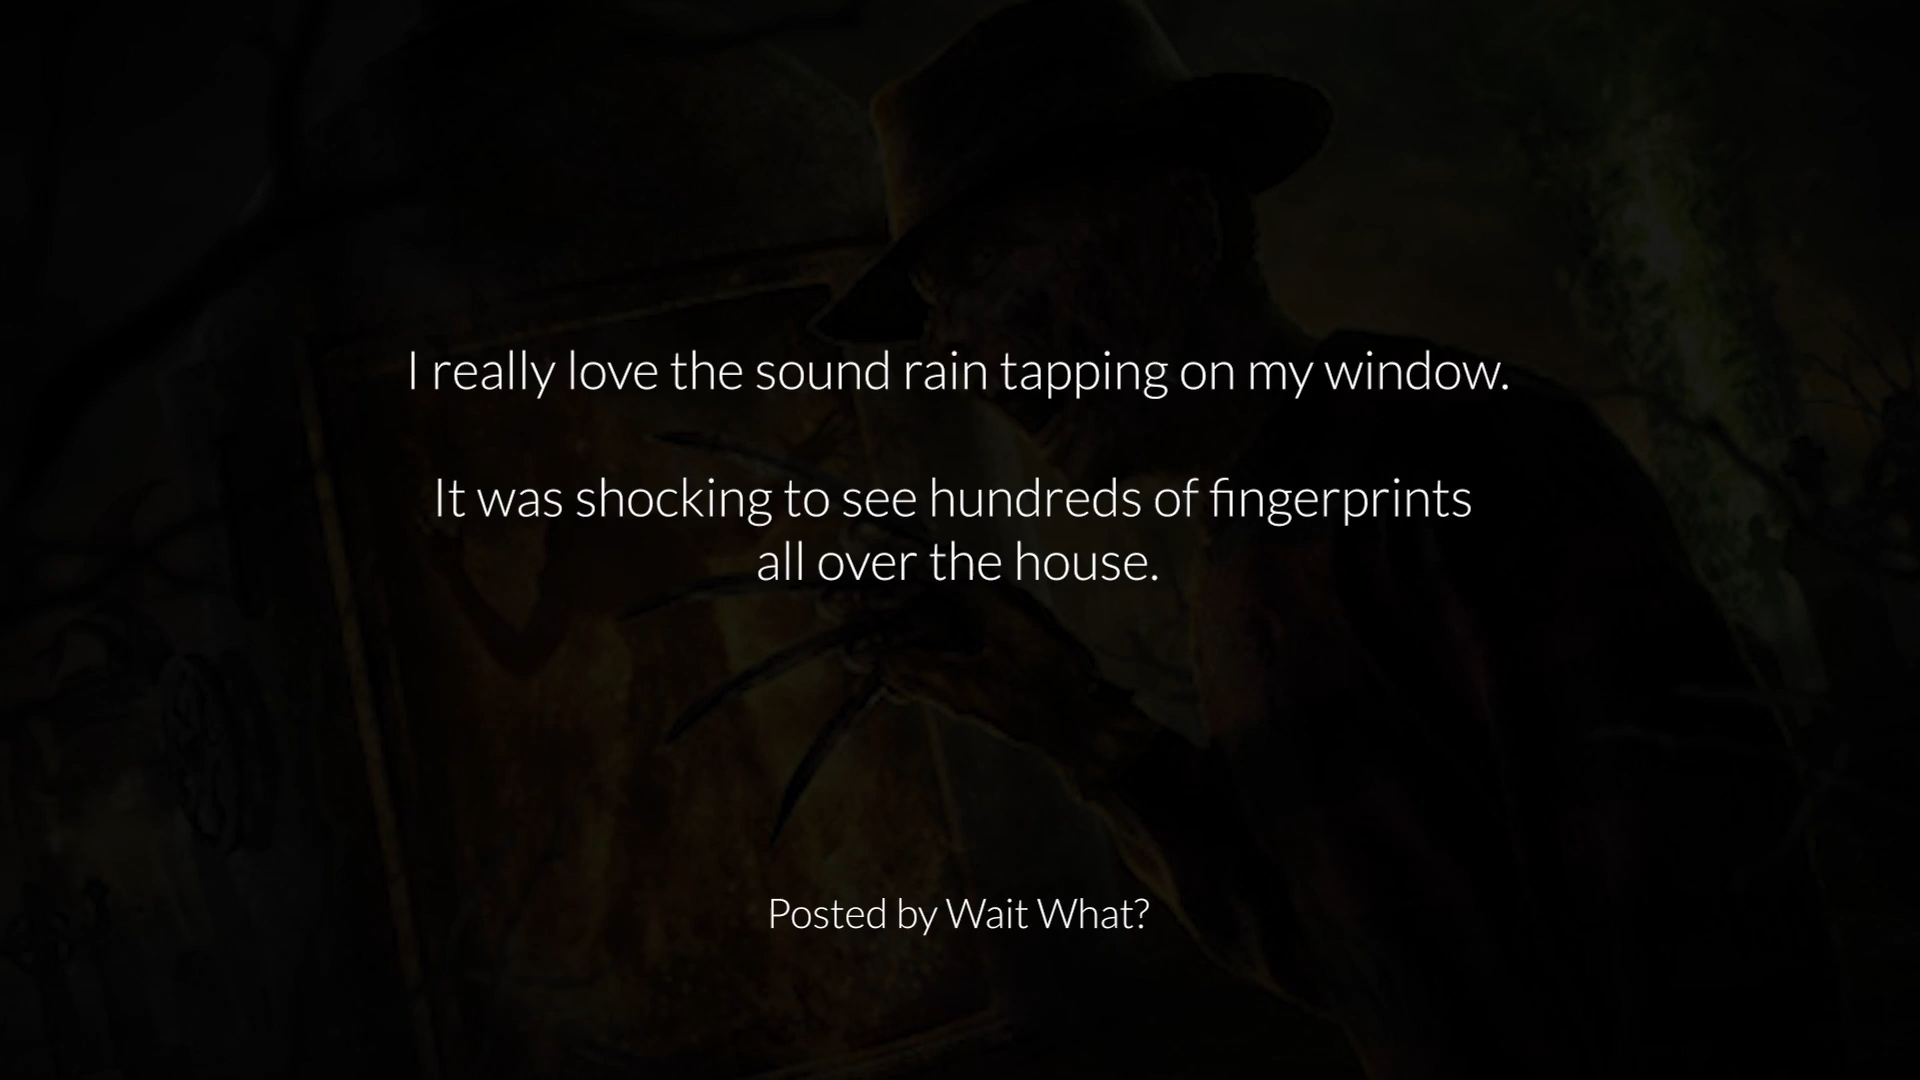 I really love the sound rain tapping on my window.
It was shocking to see hundreds of fingerprints
all over the house.
Posted by Wait What?